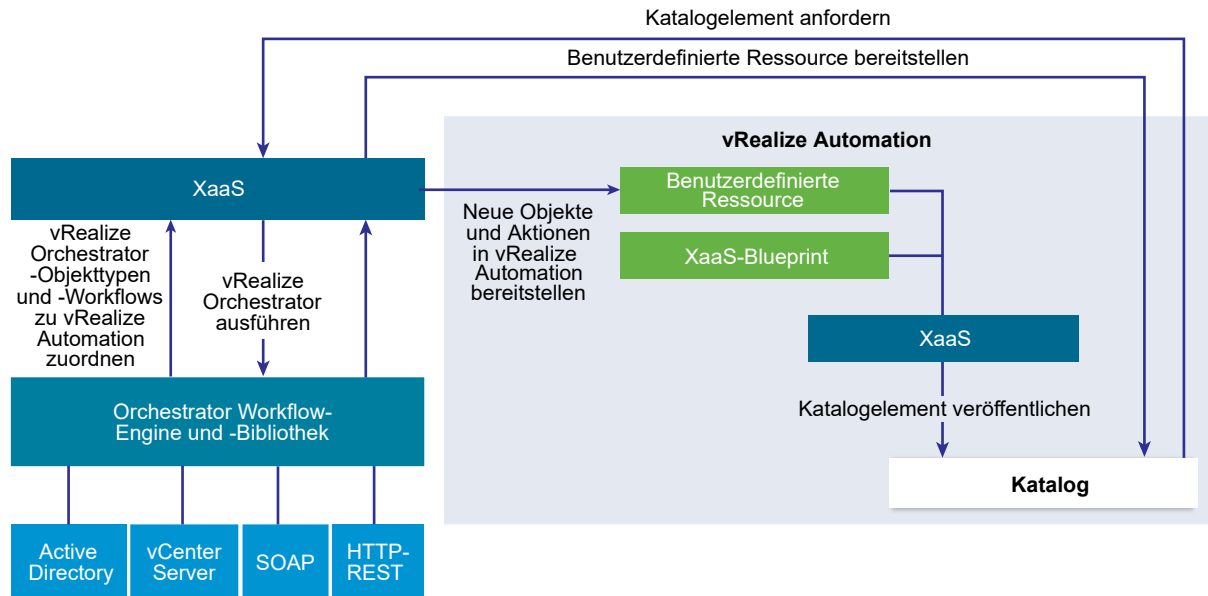 Katalogelement anfordern
Benutzerdefinierte Ressource bereitstellen
vRealize Automation
XaaS
Benutzerdefinierte
Ressource
Neue Objekte
und Aktionen
in vRealize
Automation
bereitstellen
XaaS-Blueprint
vRealize
Orchestrator
-Objekttypen
und -Workflows
zu vRealize
Automation
zuordnen
vRealize
Orchestrator
ausführen
XaaS
Katalogelement veröffentlichen
Orchestrator Workflow-
Engine und -Bibliothek
Katalog
Active
Directory
vCenter
Server
SOAP
HTTP-
REST